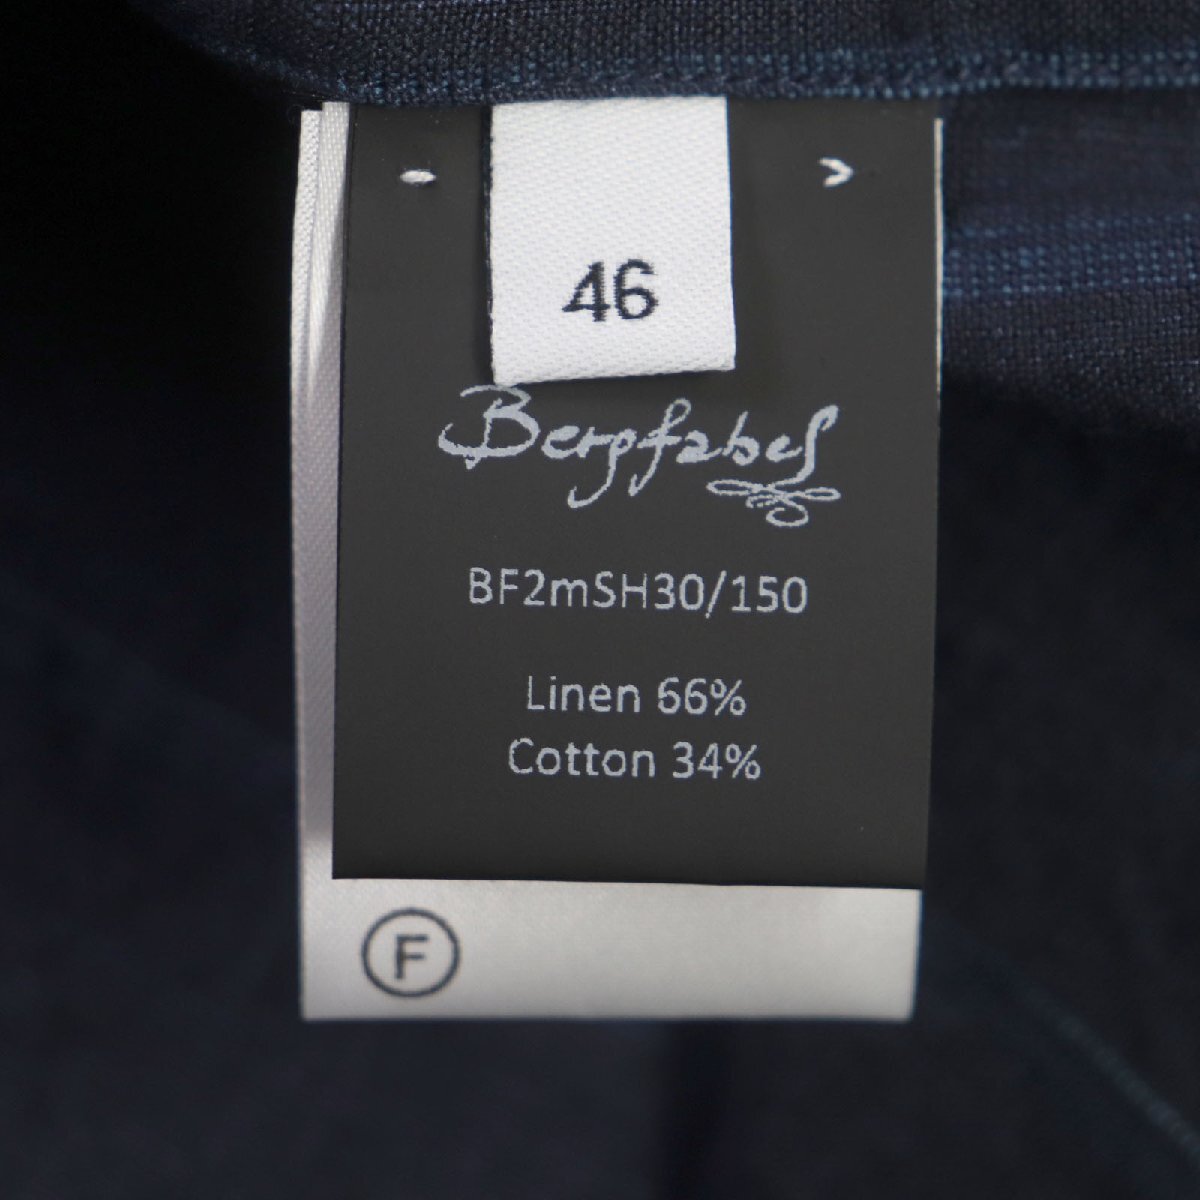 46
Bergfabel
BF2mSH30/150
Linen 66%
Cotton 34%
F